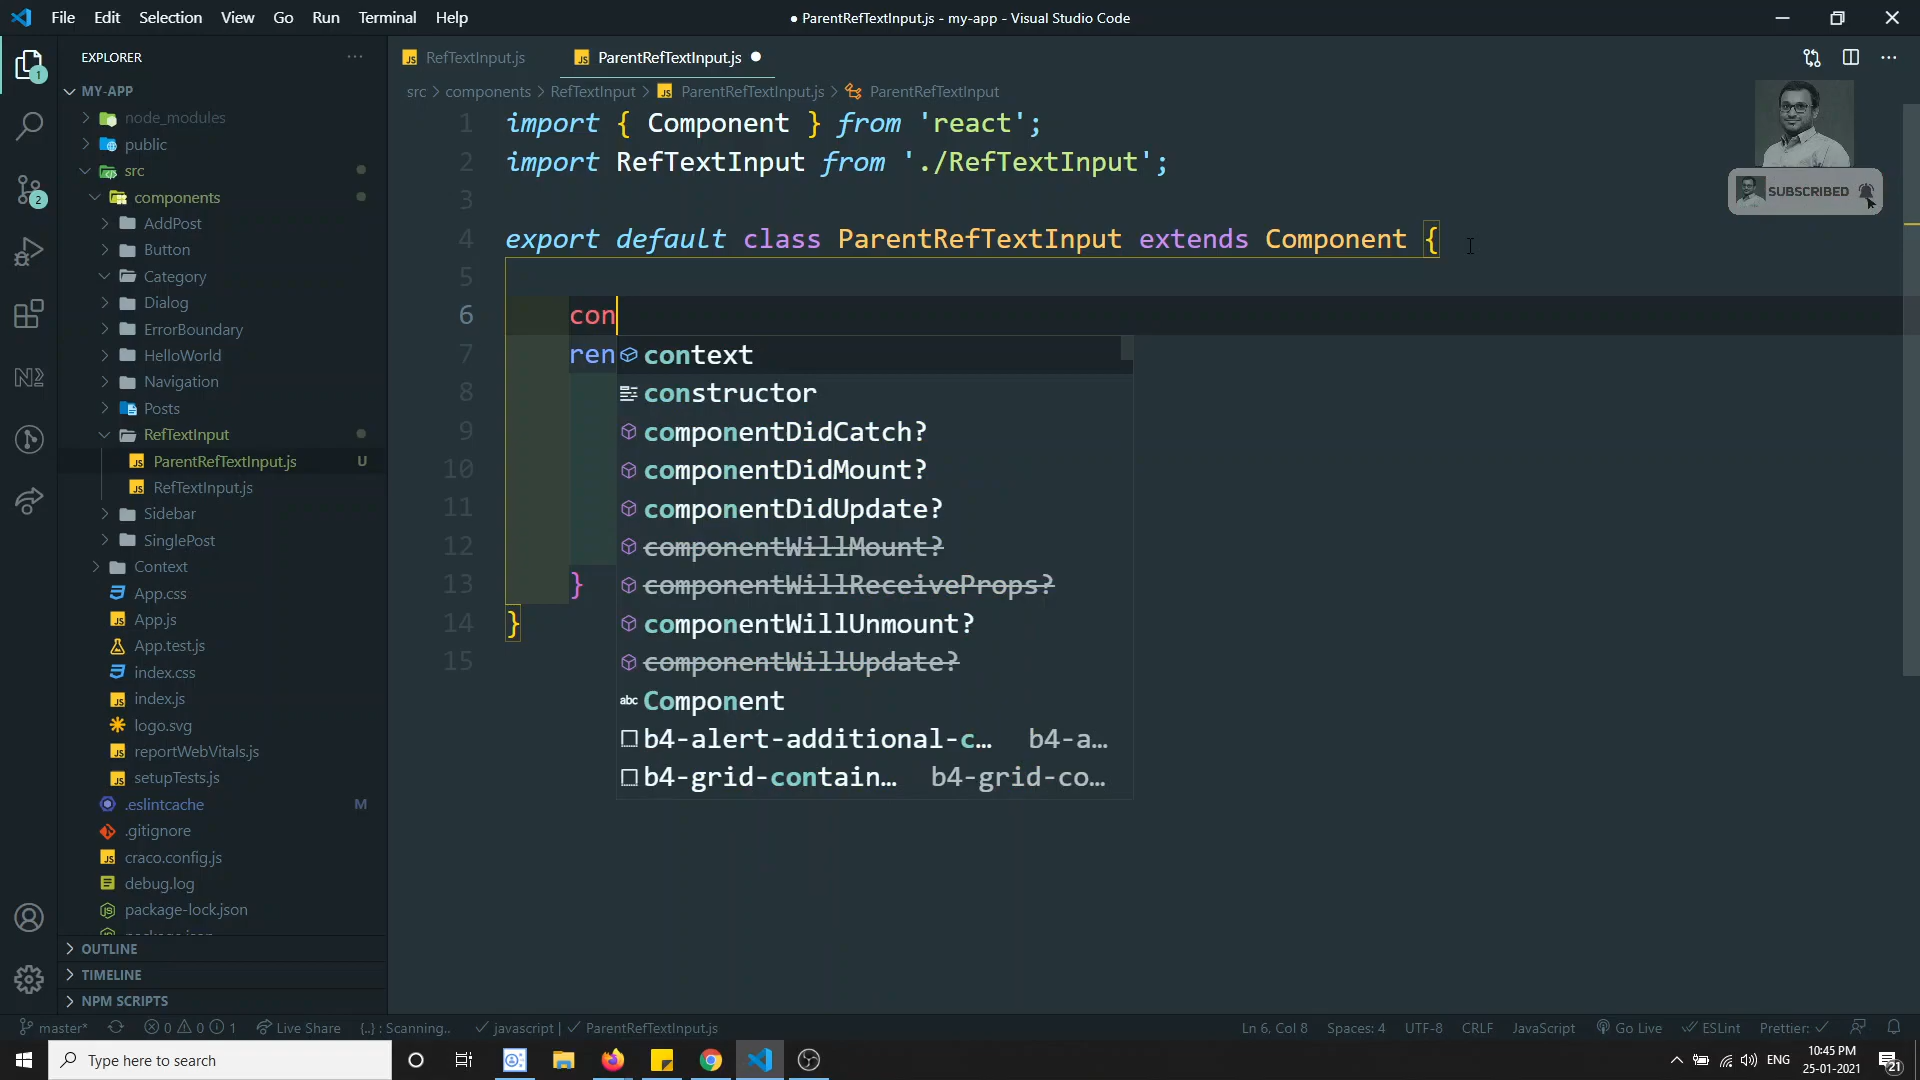 File Edit Selection View Go Run Terminal Help
● ParentRefTextInput.js - my-app - Visual Studio Code
EXPLORER
MY-APP
node_modules
public
src
components
AddPost
Button
Category
Dialog
ErrorBoundary
HelloWorld
Navigation
Posts
RefTextInput
ParentRefTextInput.js U
RefTextInput.js
Sidebar
SinglePost
Context
App.css
App.js
App.test.js
index.css
index.js
logo.svg
reportWebVitals.js
setupTests.js
.eslintcache M
.gitignore
craco.config.js
debug.log
package-lock.json
OUTLINE
TIMELINE
NPM SCRIPTS
RefTextInput.js ParentRefTextInput.js
src > components > RefTextInput > ParentRefTextInput.js > ParentRefTextInput
SUBSCRIBED
1 import { Component } from 'react';
2 import RefTextInput from './RefTextInput';
3
4 export default class ParentRefTextInput extends Component {
5
6 con
7 ren
8
9
10
11
12
13 }
14 }
15
context
constructor
componentDidCatch?
componentDidMount?
componentDidUpdate?
componentWillMount?
componentWillReceiveProps?
componentWillUnmount?
componentWillUpdate?
abc Component
b4-alert-additional-c… b4-a…
b4-grid-contain… b4-grid-co…
1
2
master* 0 0 1 Live Share {..} : Scanning.. javascript | ParentRefTextInput.js
Ln 6, Col 8 Spaces: 4 UTF-8 CRLF JavaScript Go Live ESLint Prettier:
Type here to search
ENG
10:45 PM
25-01-2021
21